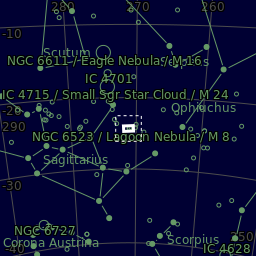 280
270
260
-10
Scutum
NGC 6611 / Eagle Nebula / M 16
IC 4701
IC 4715 / Small Sgr Star Cloud / M 24
Ophiuchus
-20
290
NGC 6523 / Lagoon Nebula / M 8
Sagittarius
-30
NGC 6727
Corona Austrina
Scorpius
250
IC 4628
-40